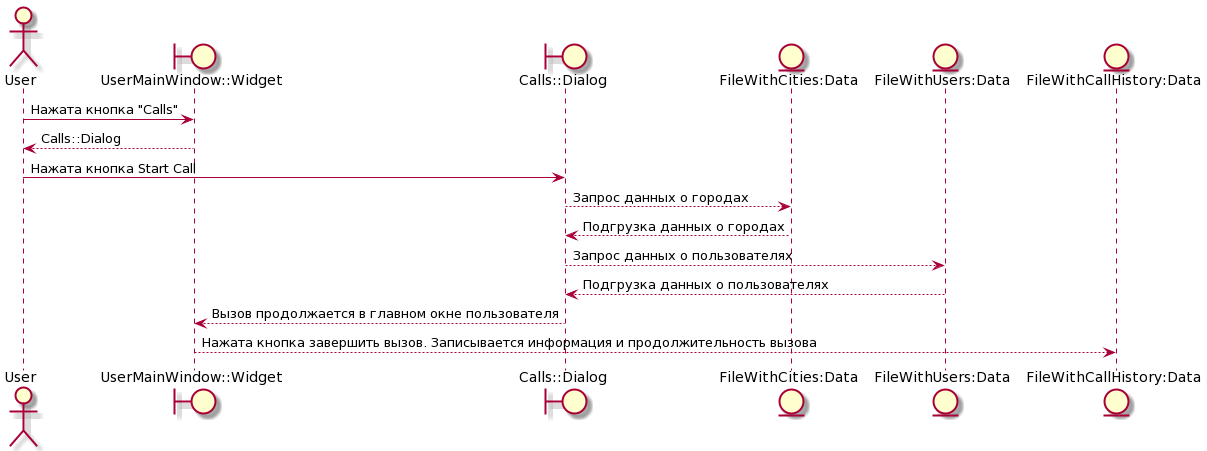 User
UserMainWindow::Widget
Calls::Dialog
FileWithCities:Data
FileWithUsers:Data
FileWithCallHistory:Data
Нажата кнопка "Calls"
Calls::Dialog
Нажата кнопка Start Call
Запрос данных о городах
Подгрузка данных о городах
Запрос данных о пользователях
Подгрузка данных о пользователях
Вызов продолжается в главном окне пользователя
Нажата кнопка завершить вызов. Записывается информация и продолжительность вызова
User
UserMainWindow::Widget
Calls::Dialog
FileWithCities:Data
FileWithUsers:Data
FileWithCallHistory:Data